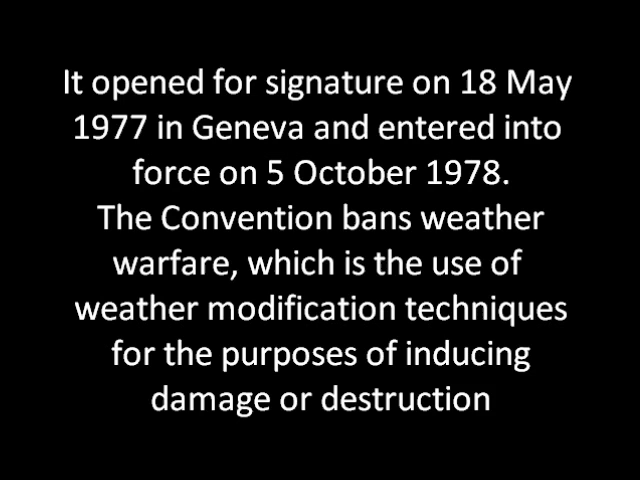 It opened for signature on 18 May
1977 in Geneva and entered into
force on 5 October 1978.
The Convention bans weather
warfare, which is the use of
weather modification techniques
for the purposes of inducing
damage or destruction